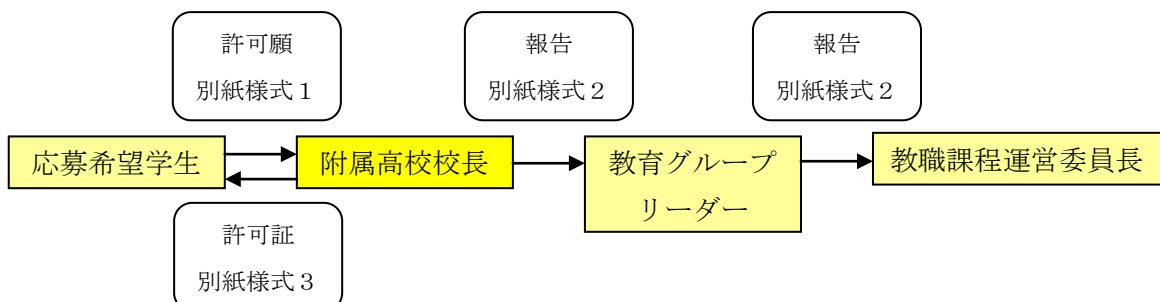 許可願
別紙様式１
報告
別紙様式２
報告
別紙様式２
応募希望学生
附属高校校長
教育グループ
リーダー
教職課程運営委員長
許可証
別紙様式３